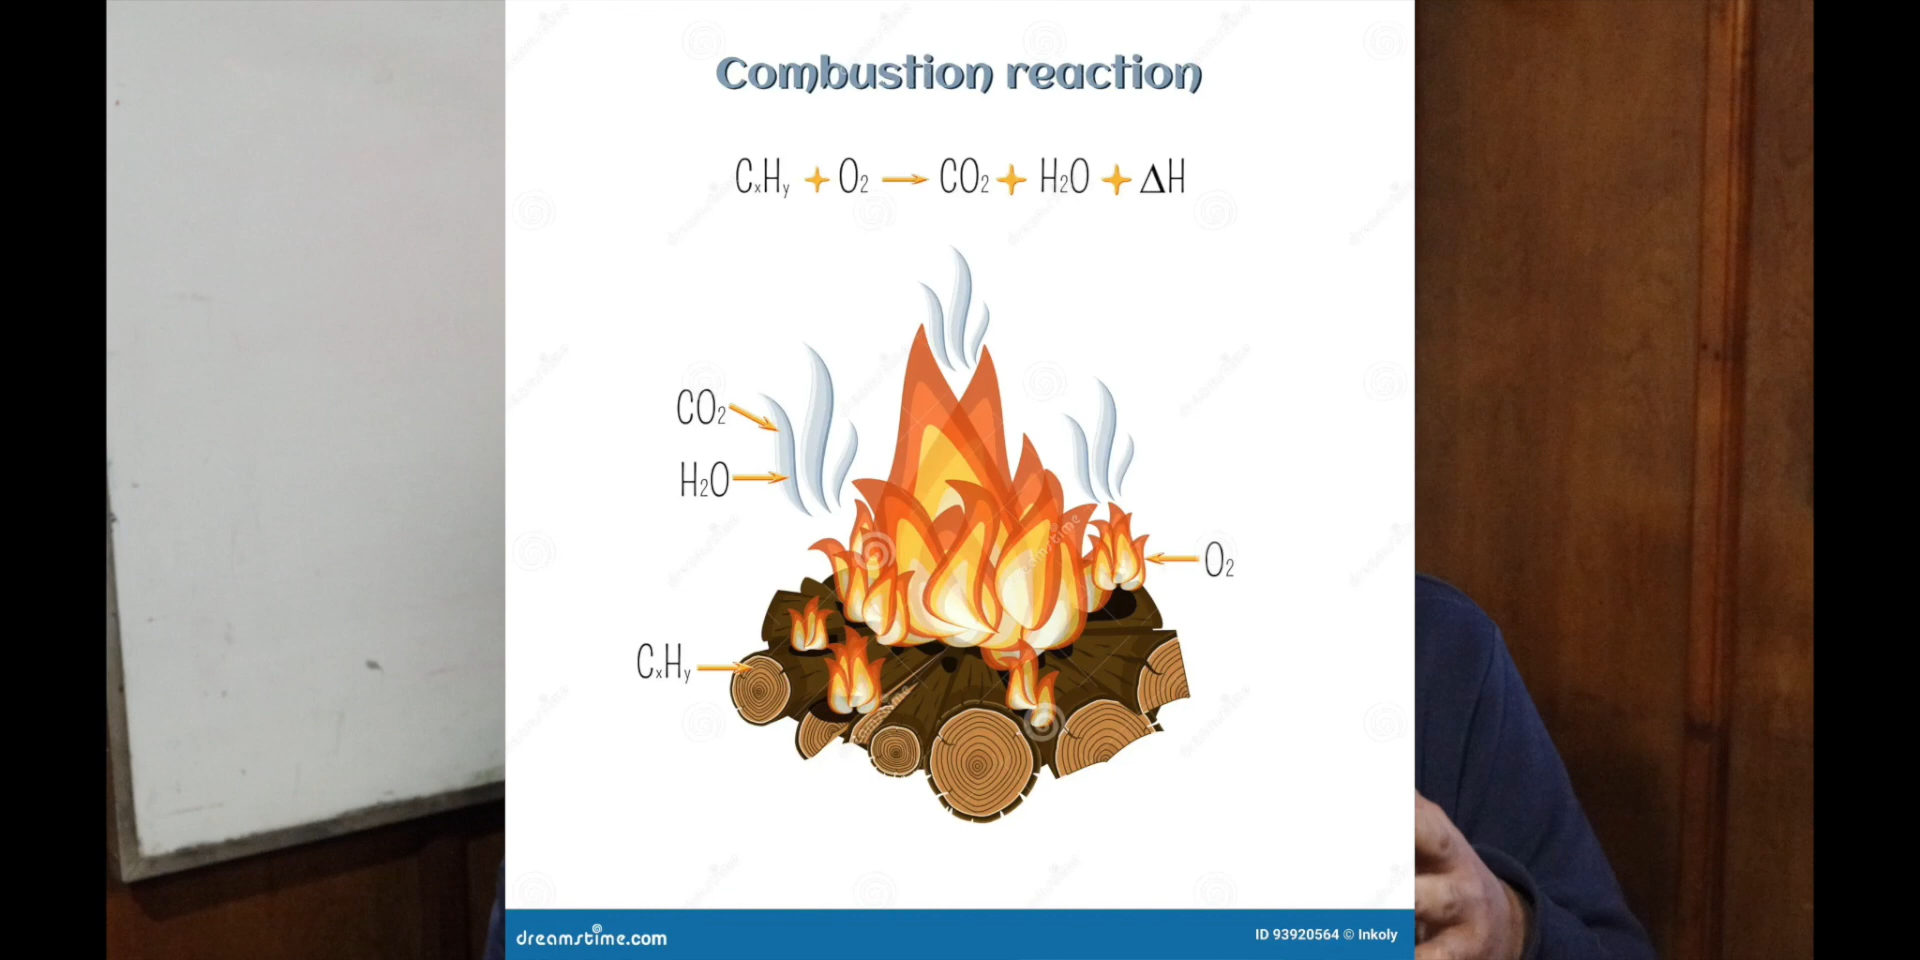 Combustion reaction
CxHy + O2 → CO2 + H2O + ΔH
CO2
H2O
O2
CxHy
dreamstime.com
ID 93920564 © Inkoly